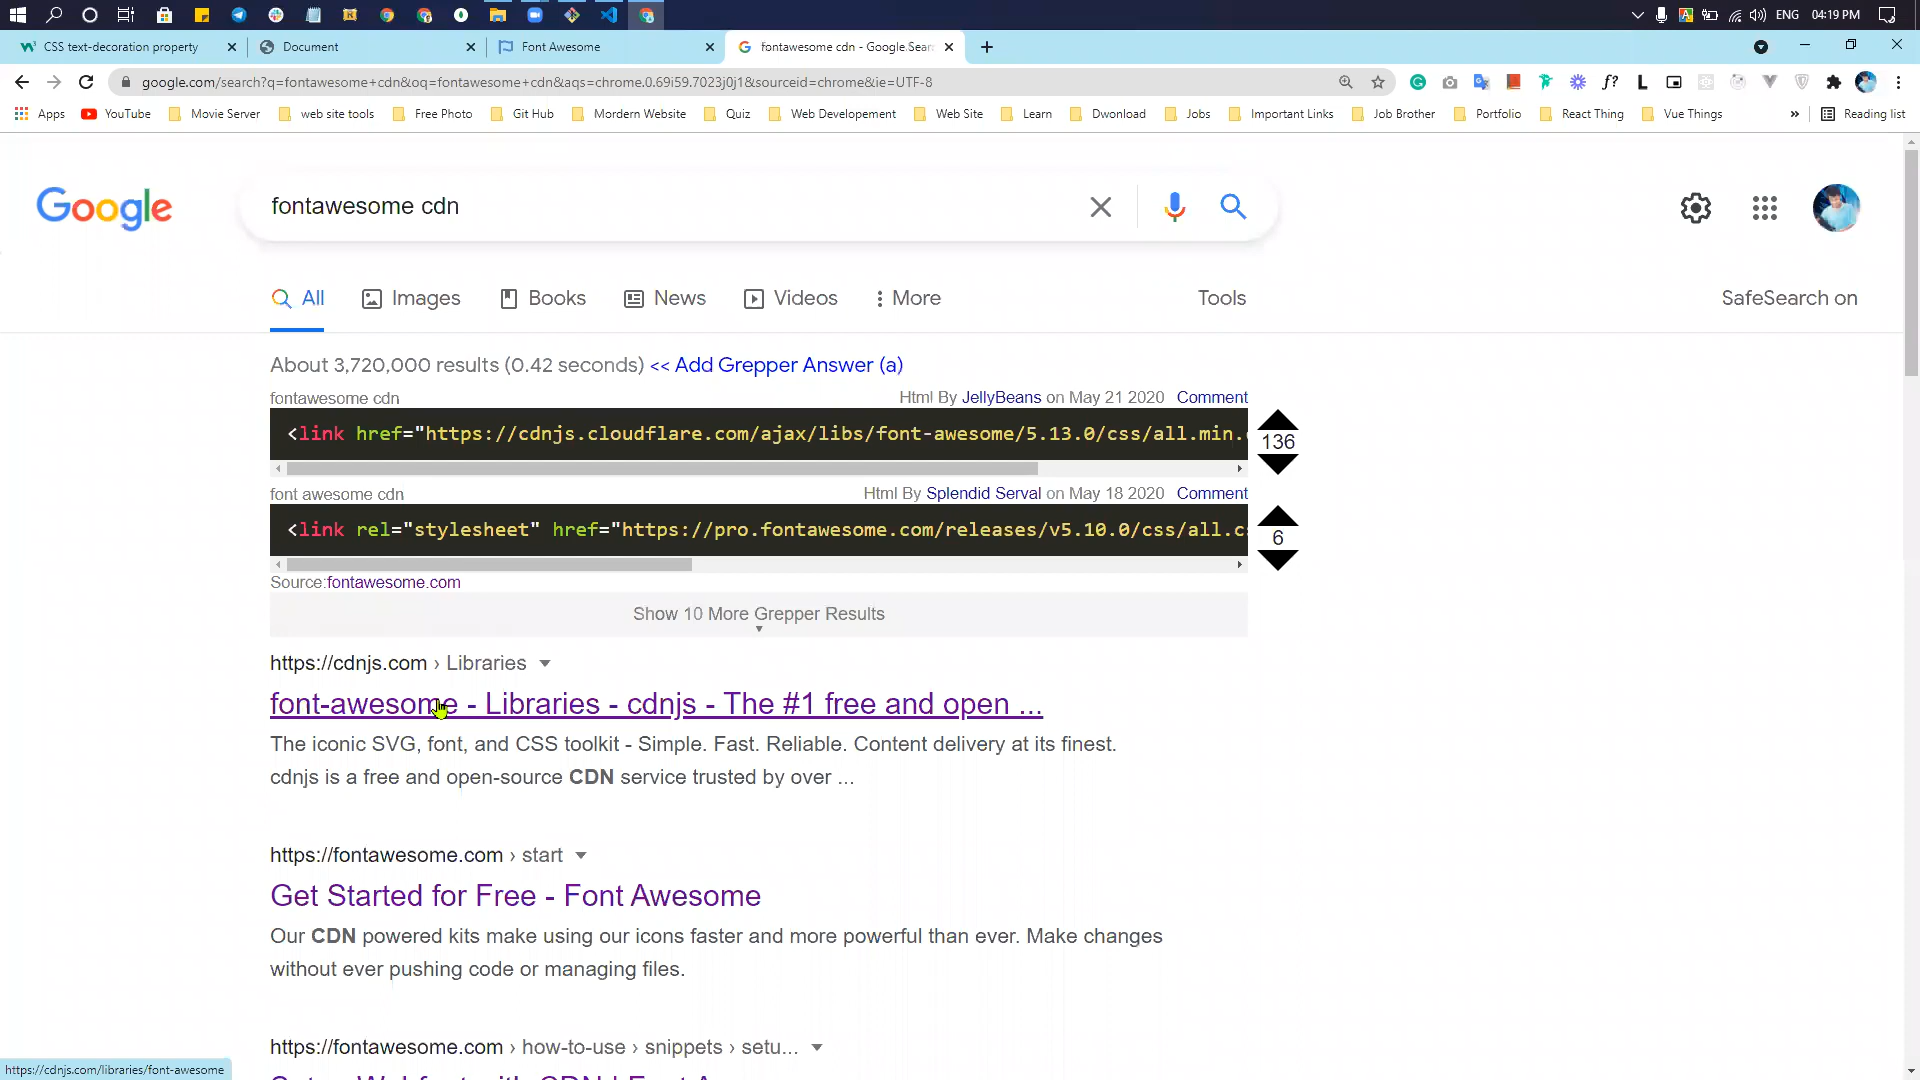 ENG
04:19 PM
CSS text-decoration property
Document
Font Awesome
fontawesome cdn - Google Sear
google.com/search?q=fontawesome+cdn&oq=fontawesome+cdn&aqs=chrome.0.69i59.7023j0j1&sourceid=chrome&ie=UTF-8
Apps
YouTube
Movie Server
web site tools
Free Photo
Git Hub
Mordern Website
Quiz
Web Developement
Web Site
Learn
Dwonload
Jobs
Important Links
Job Brother
Portfolio
React Thing
Vue Things
»
Reading list
Google
fontawesome cdn
All
Images
Books
News
Videos
More
Tools
SafeSearch on
About 3,720,000 results (0.42 seconds) << Add Grepper Answer (a)
fontawesome cdn
Html By JellyBeans on May 21 2020 Comment
<link href="https://cdnjs.cloudflare.com/ajax/libs/font-awesome/5.13.0/css/all.min.
136
font awesome cdn
Html By Splendid Serval on May 18 2020 Comment
<link rel="stylesheet" href="https://pro.fontawesome.com/releases/v5.10.0/css/all.c
6
Source:fontawesome.com
Show 10 More Grepper Results
https://cdnjs.com › Libraries
font-awesome - Libraries - cdnjs - The #1 free and open ...
The iconic SVG, font, and CSS toolkit - Simple. Fast. Reliable. Content delivery at its finest.
cdnjs is a free and open-source CDN service trusted by over ...
https://fontawesome.com › start
Get Started for Free - Font Awesome
Our CDN powered kits make using our icons faster and more powerful than ever. Make changes
without ever pushing code or managing files.
https://fontawesome.com › how-to-use › snippets › setu...
https://cdnjs.com/libraries/font-awesome